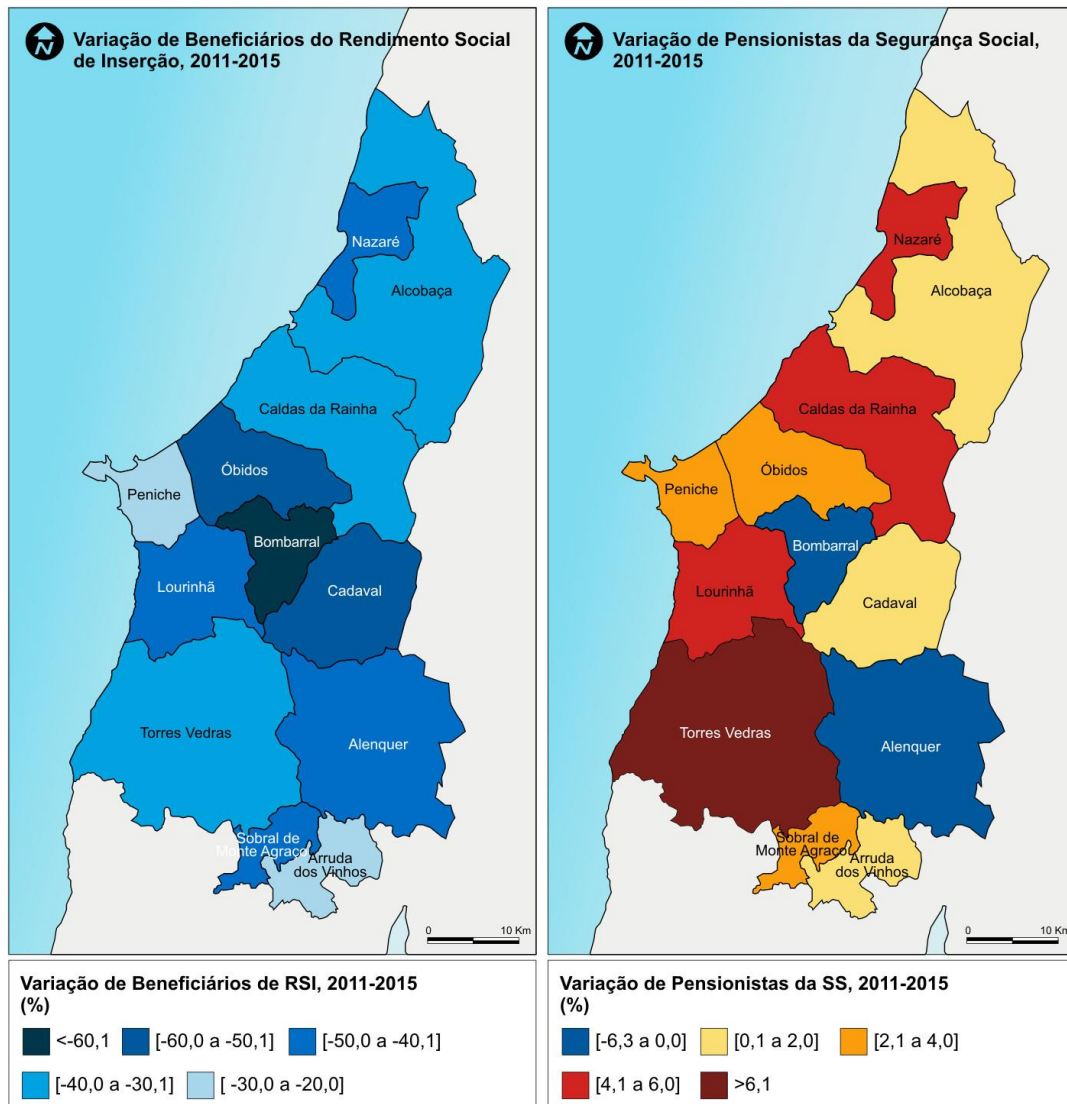 N
Variação de Beneficiários do Rendimento Social
de Inserção, 2011-2015
Nazaré
Alcobaça
Caldas da Rainha
Óbidos
Peniche
Bombarral
Lourinhã
Cadaval
Torres Vedras
Alenquer
Sobral de
Monte Agraço
Arruda
dos Vinhos
0
10 Km
Variação de Beneficiários de RSI, 2011-2015
(%)
<-60,1
[-60,0 a -50,1]
[-50,0 a -40,1]
[-40,0 a -30,1]
[ -30,0 a -20,0]
N
Variação de Pensionistas da Segurança Social,
2011-2015
Nazaré
Alcobaça
Caldas da Rainha
Óbidos
Peniche
Bombarral
Lourinhã
Cadaval
Torres Vedras
Alenquer
Sobral de
Monte Agraço
Arruda
dos Vinhos
0
10 Km
Variação de Pensionistas da SS, 2011-2015
(%)
[-6,3 a 0,0]
[0,1 a 2,0]
[2,1 a 4,0]
[4,1 a 6,0]
>6,1